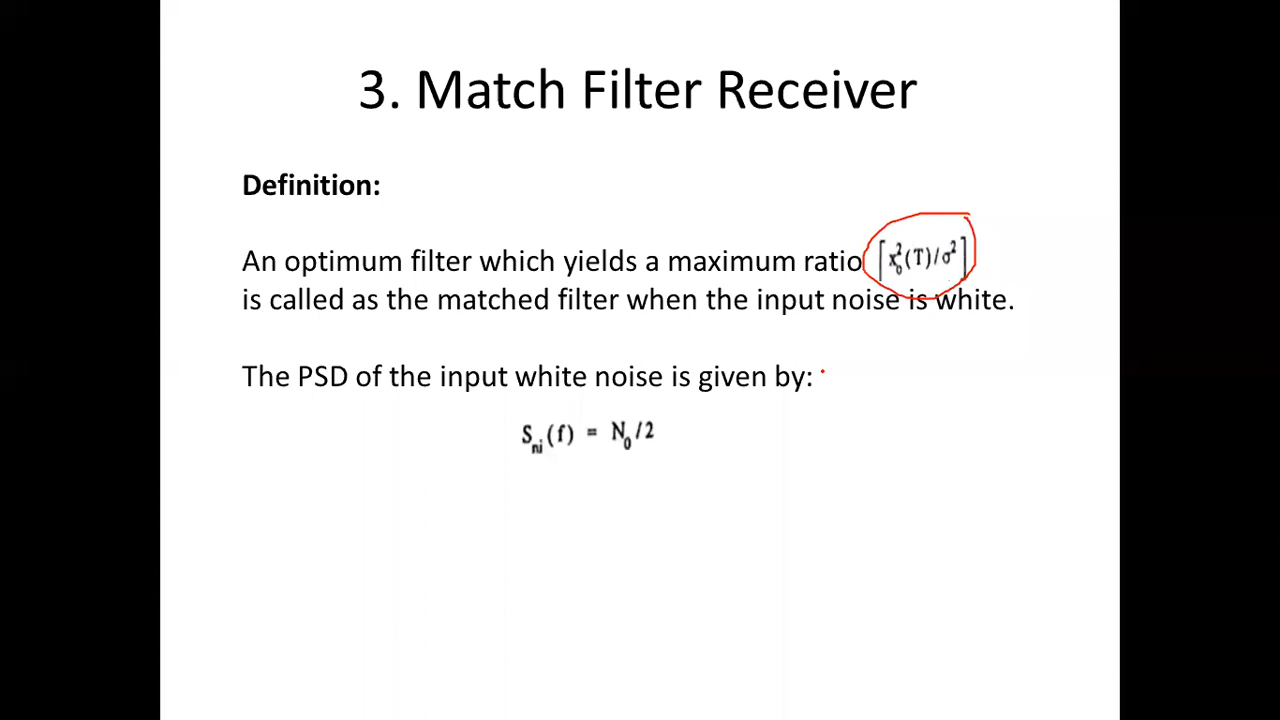 3. Match Filter Receiver
Definition:
An optimum filter which yields a maximum ratio [x₀²(T)/σ²]
is called as the matched filter when the input noise is white.
The PSD of the input white noise is given by:
Sₙᵢ(f) = N₀/2